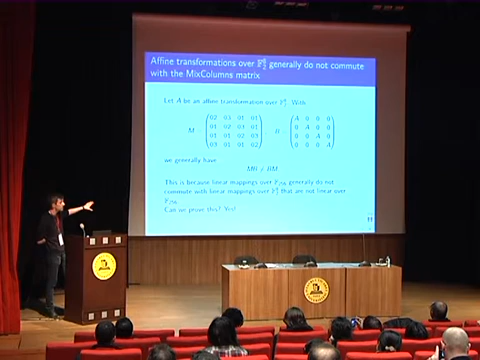 Affine transformations over F₂⁸ generally do not commute
with the MixColumns matrix
Let A be an affine transformation over F₂⁸. With
M = ( 02 03 01 01 ) , B = ( A 0 0 0 )
( 01 02 03 01 ) ( 0 A 0 0 )
( 01 01 02 03 ) ( 0 0 A 0 )
( 03 01 01 02 ) ( 0 0 0 A )
we generally have
MB ≠ BM
This is because linear mappings over F₂₅₆ generally do not
commute with linear mappings over F₂⁸ that are not linear over
F₂₅₆.
Can we prove this? Yes!